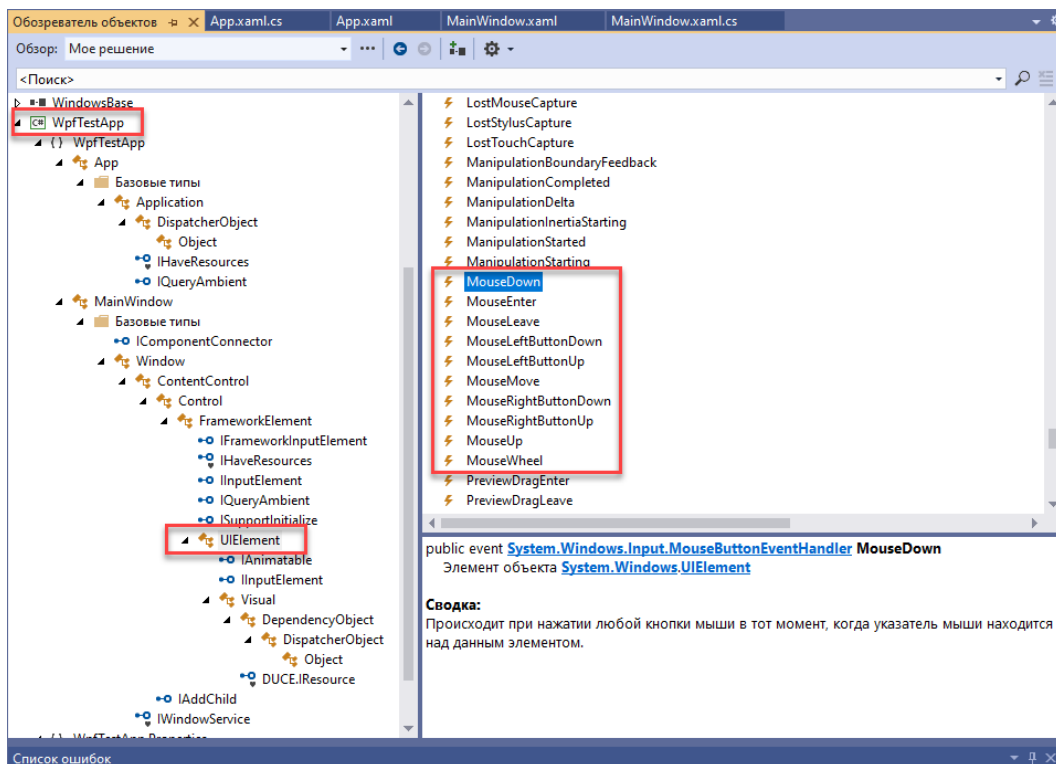 Обозреватель объектов App.xaml.cs App.xaml MainWindow.xaml MainWindow.xaml.cs
Обзор: Мое решение
<Поиск>
WindowsBase
WpfTestApp
{ } WpfTestApp
App
Базовые типы
Application
DispatcherObject
Object
IHaveResources
IQueryAmbient
MainWindow
Базовые типы
IComponentConnector
Window
ContentControl
Control
FrameworkElement
IFrameworkInputElement
IHaveResources
IInputElement
IQueryAmbient
ISupportInitialize
UIElement
IAnimatable
IInputElement
Visual
DependencyObject
DispatcherObject
Object
DUCE.IResource
IAddChild
IWindowService
{ } WpfTestApp.Properties
LostMouseCapture
LostStylusCapture
LostTouchCapture
ManipulationBoundaryFeedback
ManipulationCompleted
ManipulationDelta
ManipulationInertiaStarting
ManipulationStarted
ManipulationStarting
MouseDown
MouseEnter
MouseLeave
MouseLeftButtonDown
MouseLeftButtonUp
MouseMove
MouseRightButtonDown
MouseRightButtonUp
MouseUp
MouseWheel
PreviewDragEnter
PreviewDragLeave
public event System.Windows.Input.MouseButtonEventHandler MouseDown
Элемент объекта System.Windows.UIElement
Сводка:
Происходит при нажатии любой кнопки мыши в тот момент, когда указатель мыши находится
над данным элементом.
Список ошибок